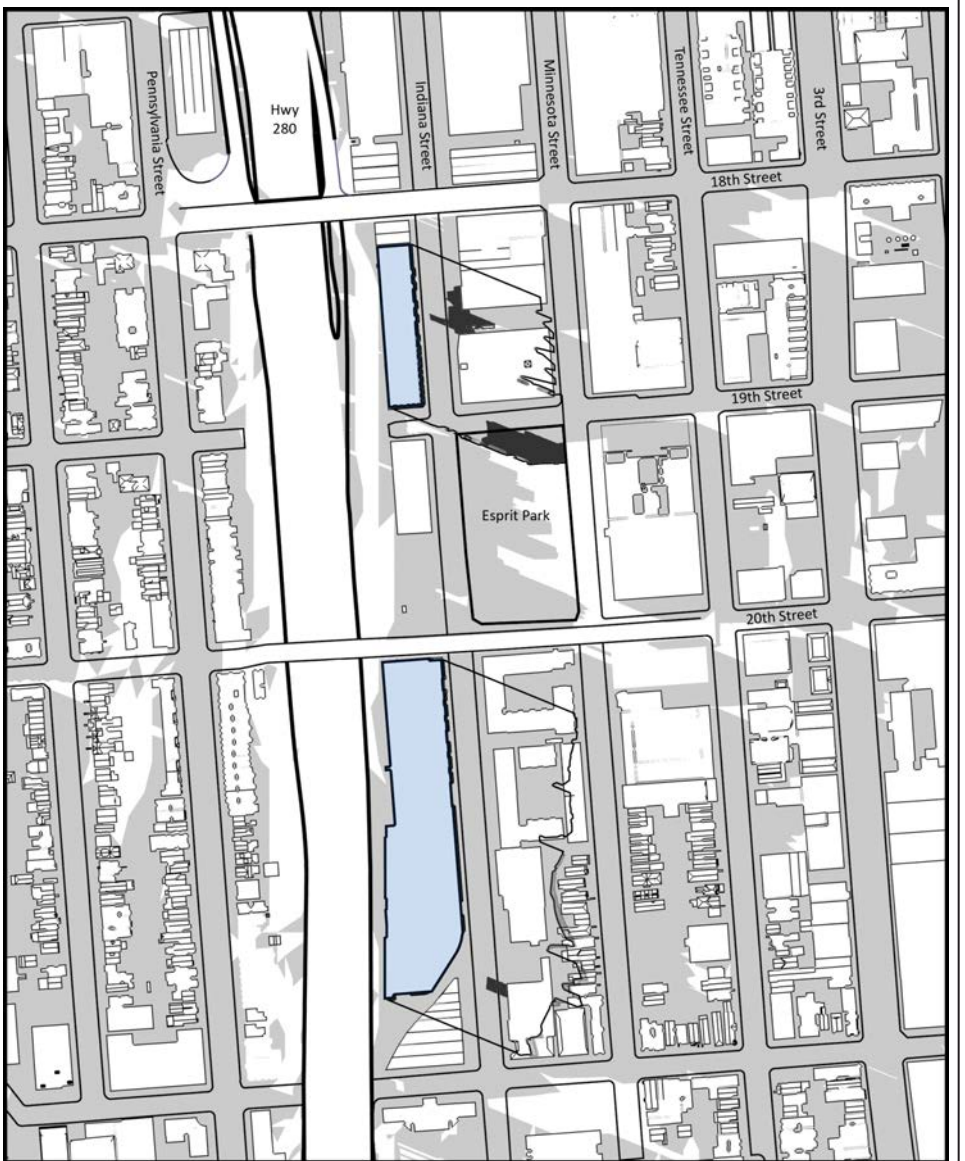 Hwy
280
Pennsylvania Street
Indiana Street
Minnesota Street
Tennessee Street
3rd Street
18th Street
19th Street
Esprit Park
20th Street